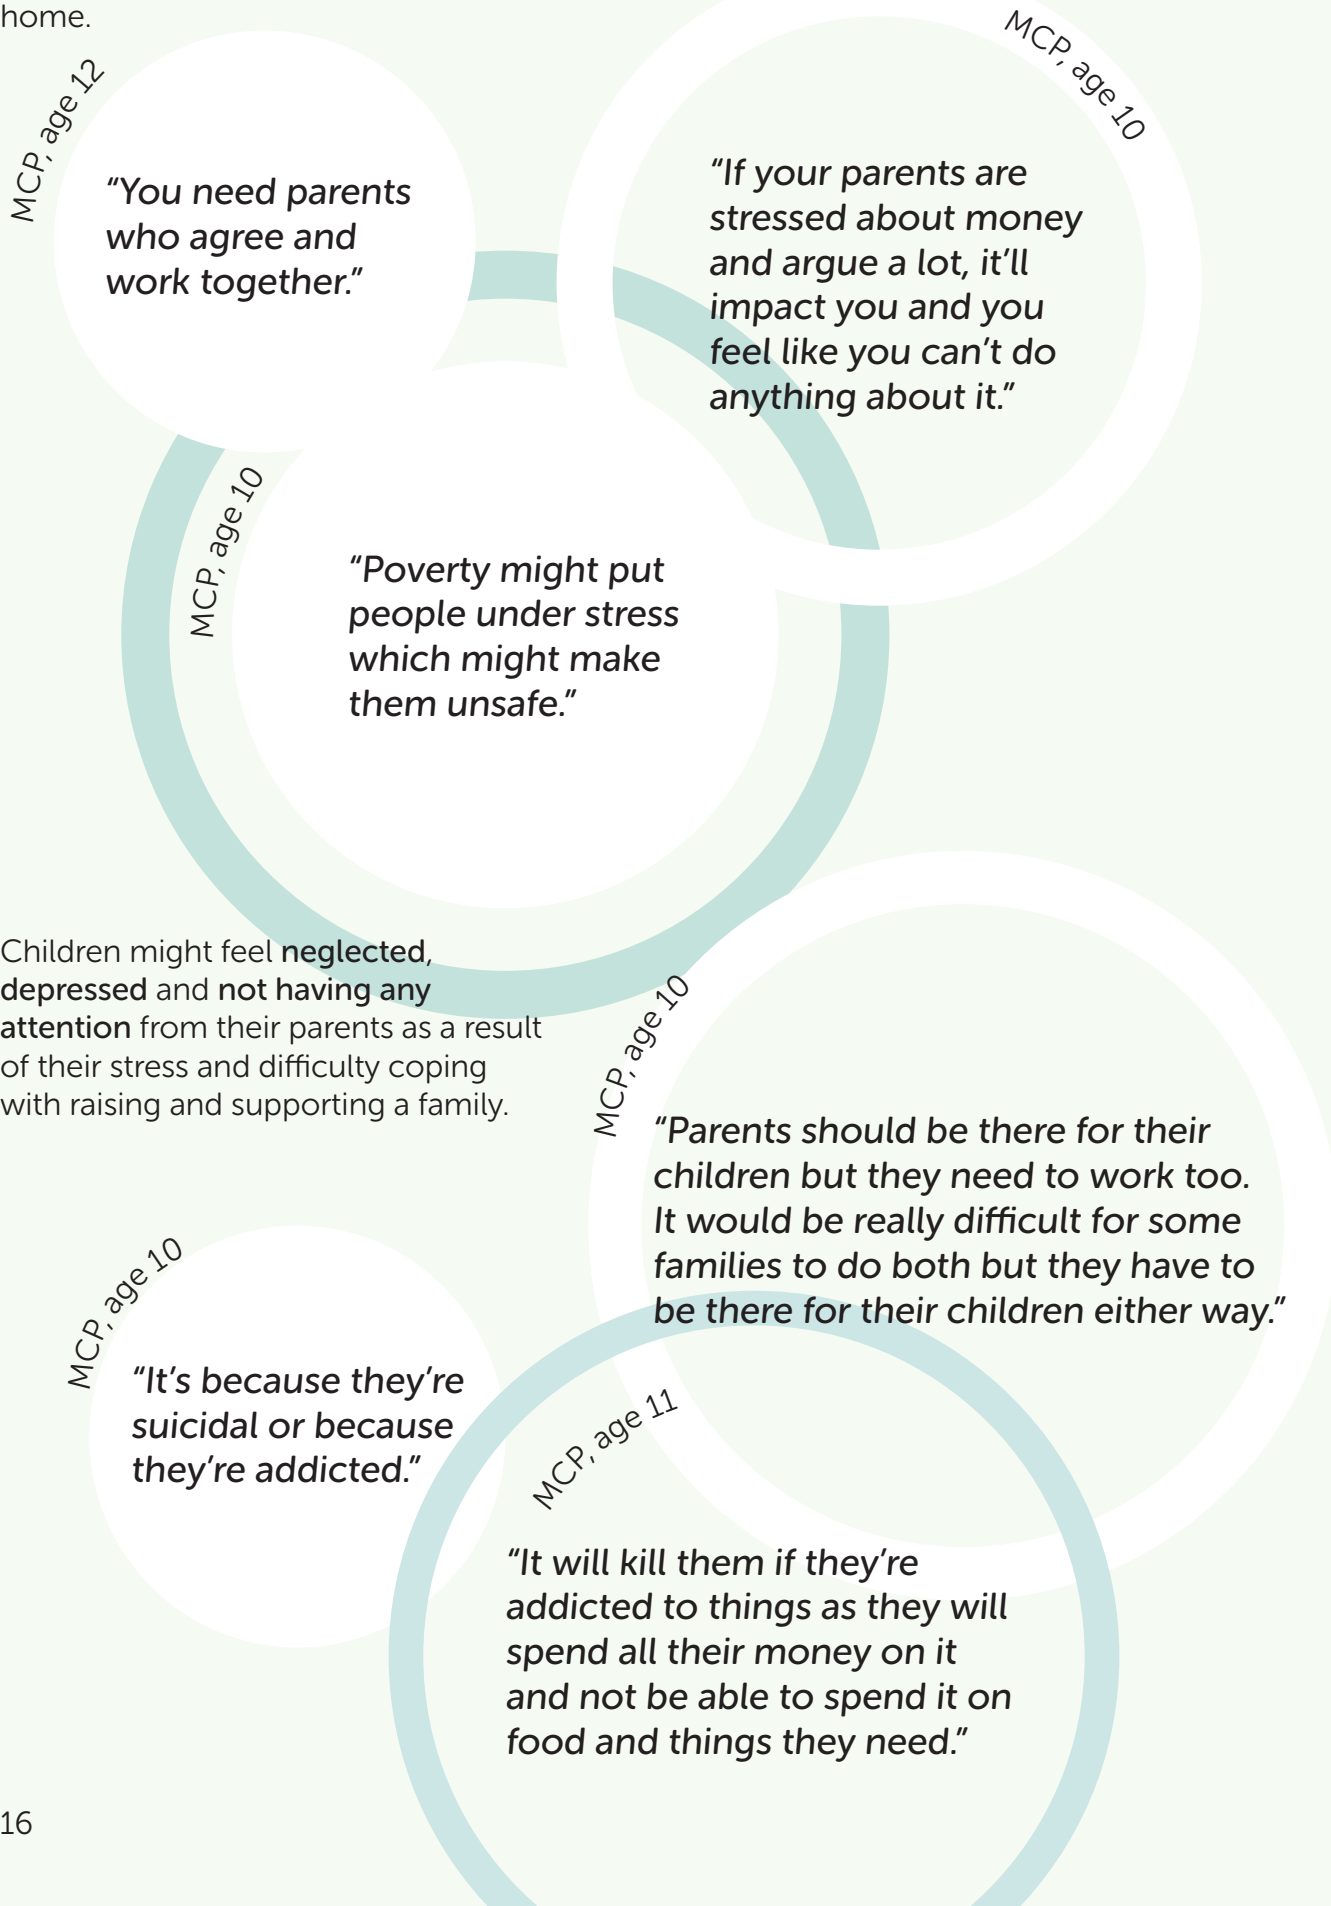 home.
MCP, age 12
"You need parents
who agree and
work together."
MCP, age 10
"If your parents are
stressed about money
and argue a lot, it'll
impact you and you
feel like you can't do
anything about it."
MCP, age 10
"Poverty might put
people under stress
which might make
them unsafe."
Children might feel neglected,
depressed and not having any
attention from their parents as a result
of their stress and difficulty coping
with raising and supporting a family.
MCP, age 10
"Parents should be there for their
children but they need to work too.
It would be really difficult for some
families to do both but they have to
be there for their children either way."
MCP, age 10
"It's because they're
suicidal or because
they're addicted."
MCP, age 11
"It will kill them if they're
addicted to things as they will
spend all their money on it
and not be able to spend it on
food and things they need."
16